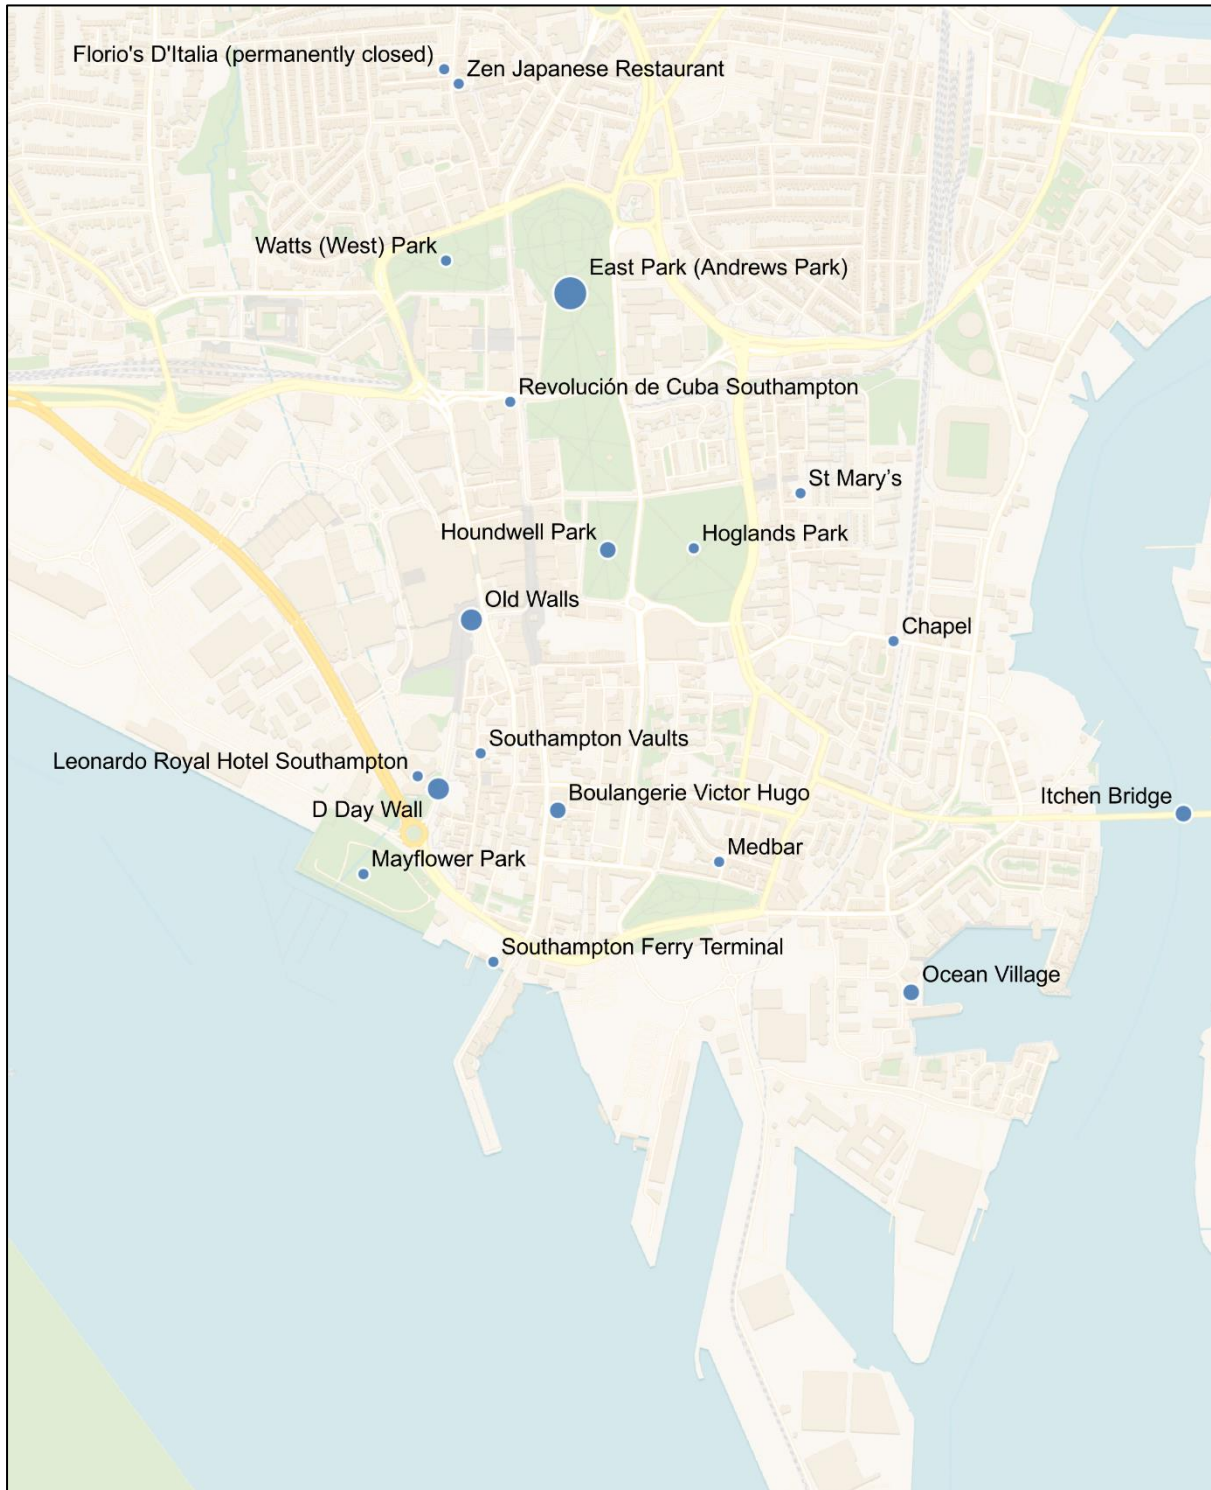 Florio's D'Italia (permanently closed)
Zen Japanese Restaurant
Watts (West) Park
East Park (Andrews Park)
Revolución de Cuba Southampton
St Mary’s
Houndwell Park
Hoglands Park
Old Walls
Chapel
Southampton Vaults
Leonardo Royal Hotel Southampton
D Day Wall
Boulangerie Victor Hugo
Itchen Bridge
Mayflower Park
Medbar
Southampton Ferry Terminal
Ocean Village